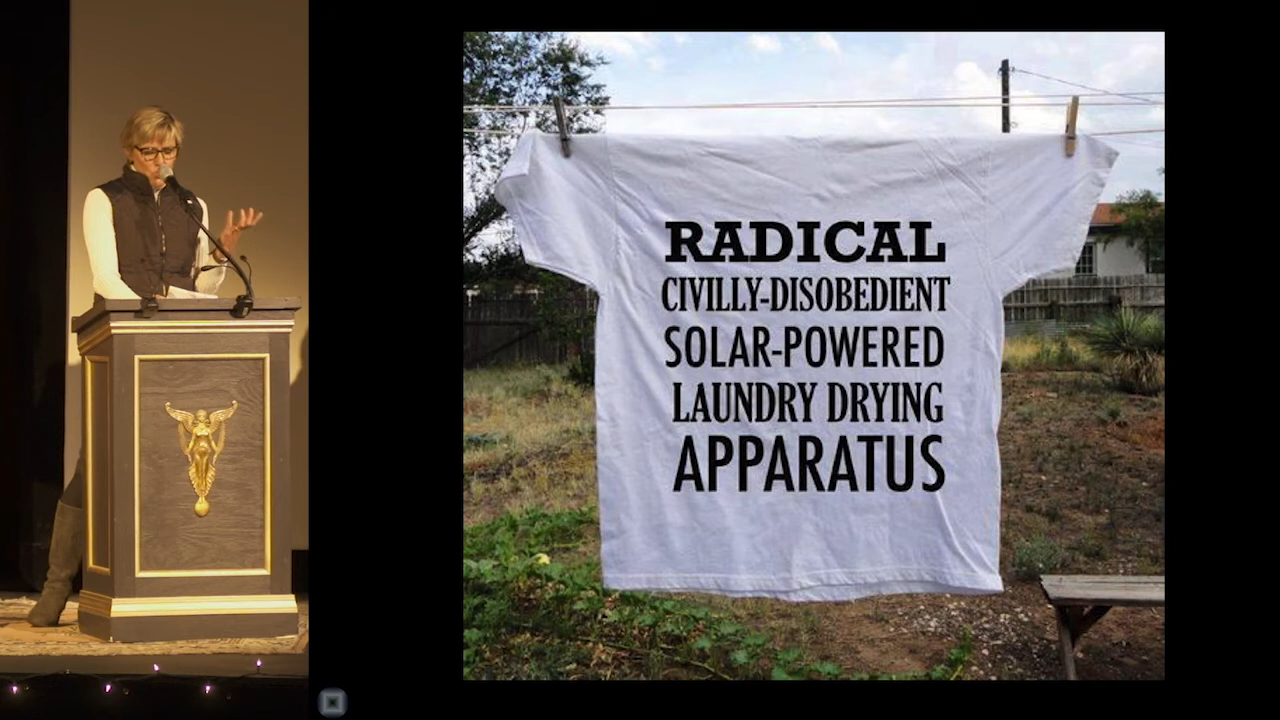 RADICAL
CIVILLY-DISOBEDIENT
SOLAR-POWERED
LAUNDRY DRYING
APPARATUS